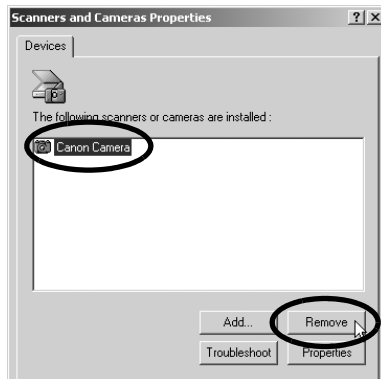 Scanners and Cameras Properties ? ×
Devices
The following scanners or cameras are installed :
Canon Camera
Add... Remove
Troubleshoot Properties